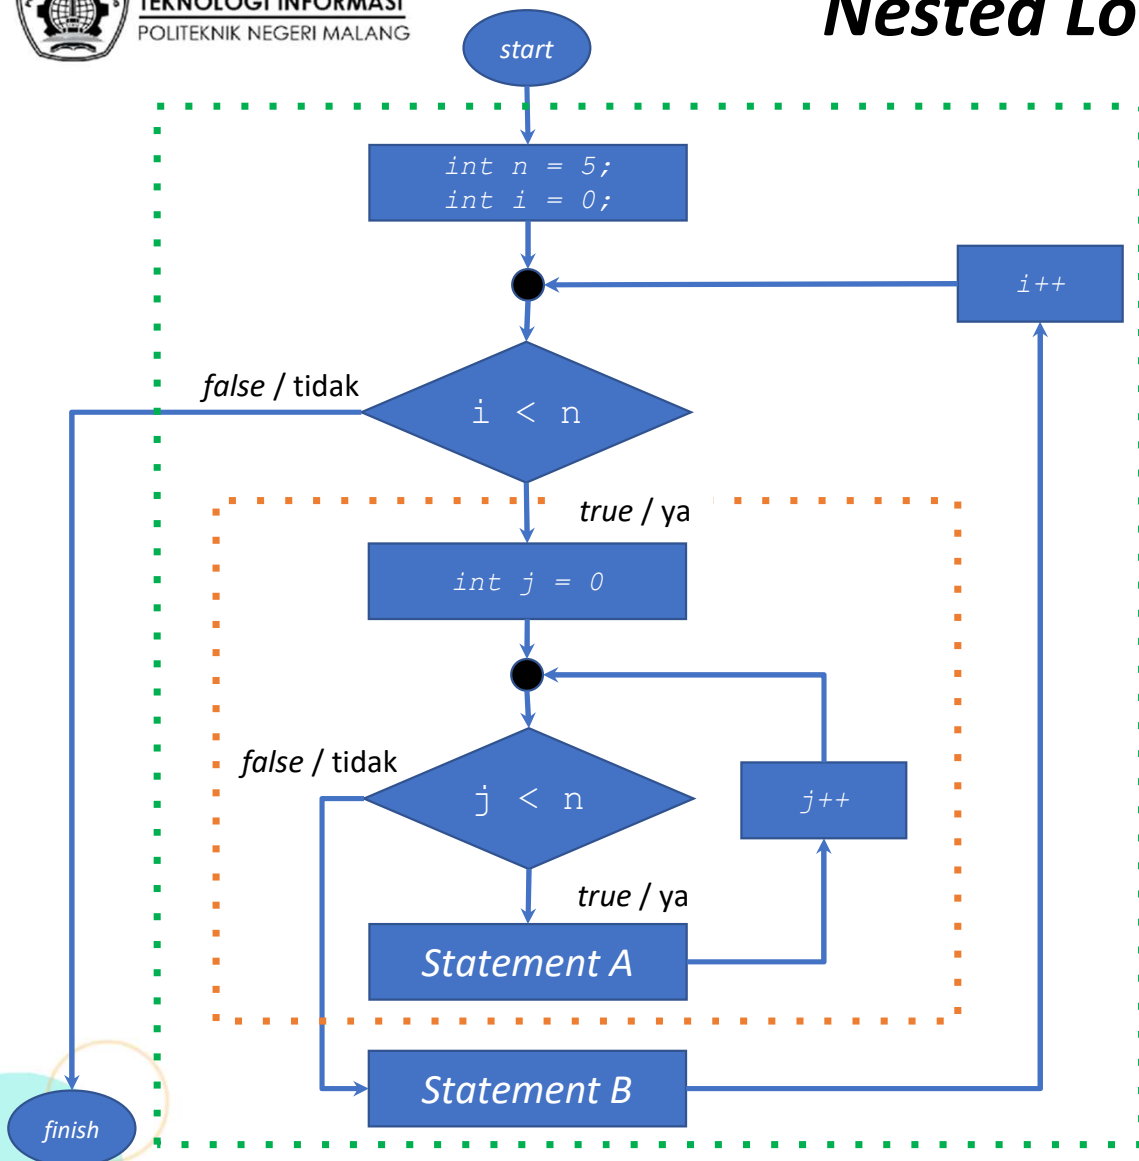 TEKNOLOGI INFORMASI
POLITEKNIK NEGERI MALANG
Nested Lo
start
int n = 5;
int i = 0;
i++
false / tidak
i < n
true / ya
int j = 0
false / tidak
j < n
j++
true / ya
Statement A
Statement B
finish